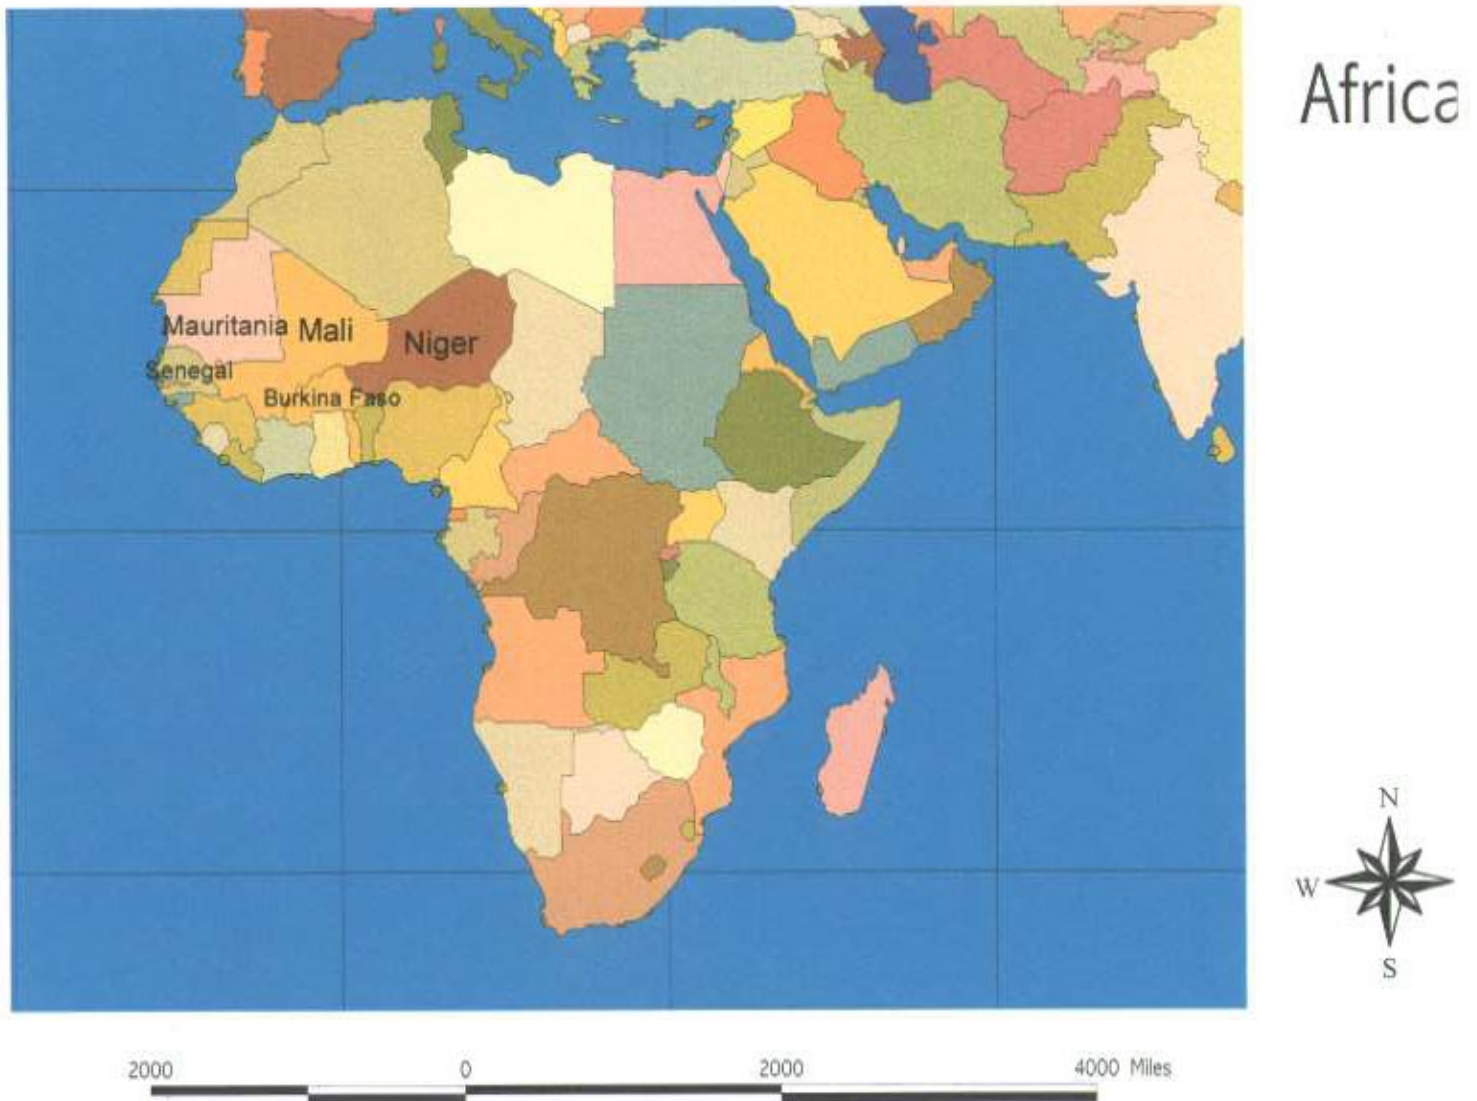 Africa
Mauritania Mali Niger
Senegal
Burkina Faso
N
W
S
2000 0 2000 4000 Miles